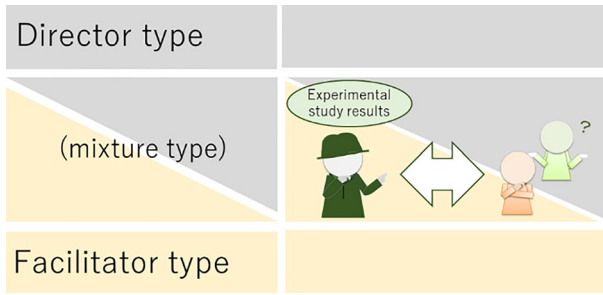 Director type
(mixture type)
Experimental
study results
?
Facilitator type